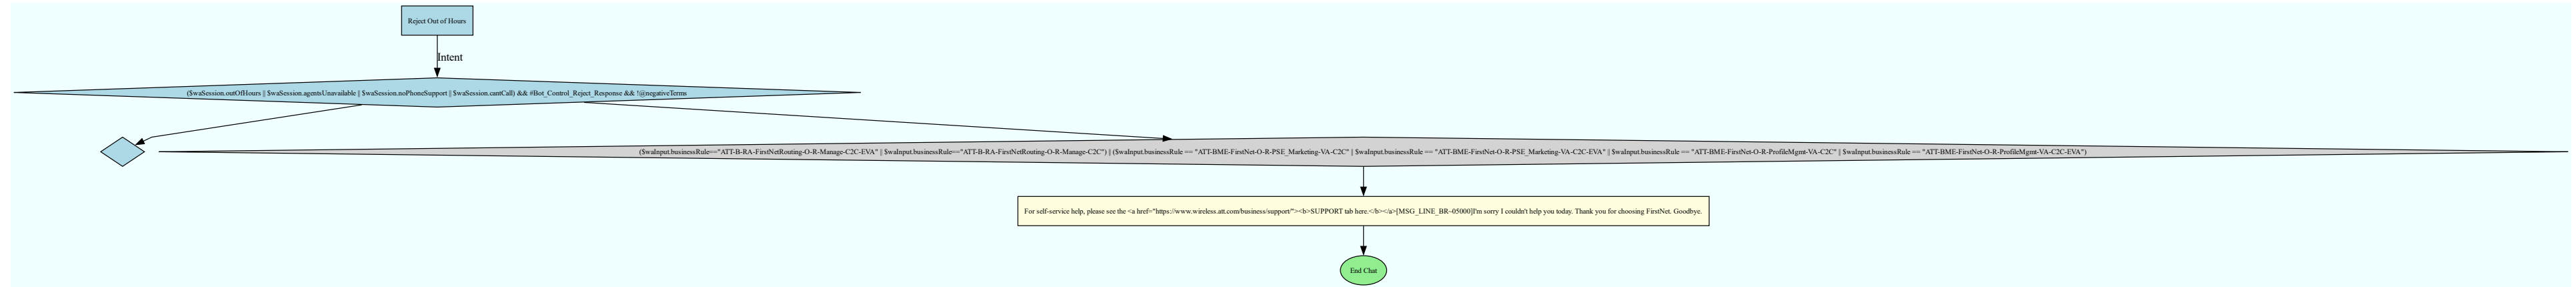 Reject Out of Hours
Intent
($waSession.outOfHours || $waSession.agentsUnavailable || $waSession.noPhoneSupport || $waSession.cantCall) && #Bot_Control_Reject_Response && !@negativeTerms
($waInput.businessRule=="ATT-B-RA-FirstNetRouting-O-R-Manage-C2C-EVA" || $waInput.businessRule=="ATT-B-RA-FirstNetRouting-O-R-Manage-C2C") || ($waInput.businessRule == "ATT-BME-FirstNet-O-R-PSE_Marketing-VA-C2C" || $waInput.businessRule == "ATT-BME-FirstNet-O-R-PSE_Marketing-VA-C2C-EVA" || $waInput.businessRule == "ATT-BME-FirstNet-O-R-ProfileMgmt-VA-C2C" || $waInput.businessRule == "ATT-BME-FirstNet-O-R-ProfileMgmt-VA-C2C-EVA")
For self-service help, please see the <a href="https://www.wireless.att.com/business/support/"><b>SUPPORT tab here.</b></a>[MSG_LINE_BR~05000]I'm sorry I couldn't help you today. Thank you for choosing FirstNet. Goodbye.
End Chat